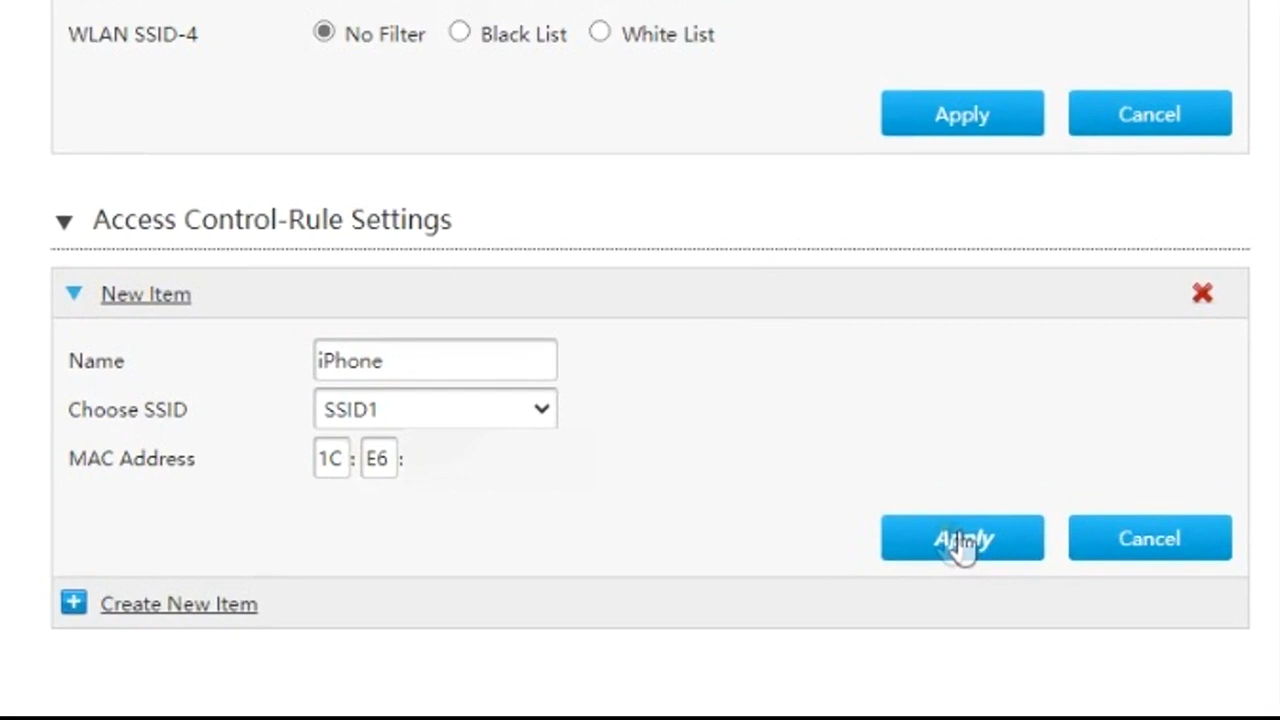 WLAN SSID-4 No Filter Black List White List
Apply Cancel
Access Control-Rule Settings
New Item
Name iPhone
Choose SSID SSID1
MAC Address 1C : E6 :
Apply Cancel
Create New Item